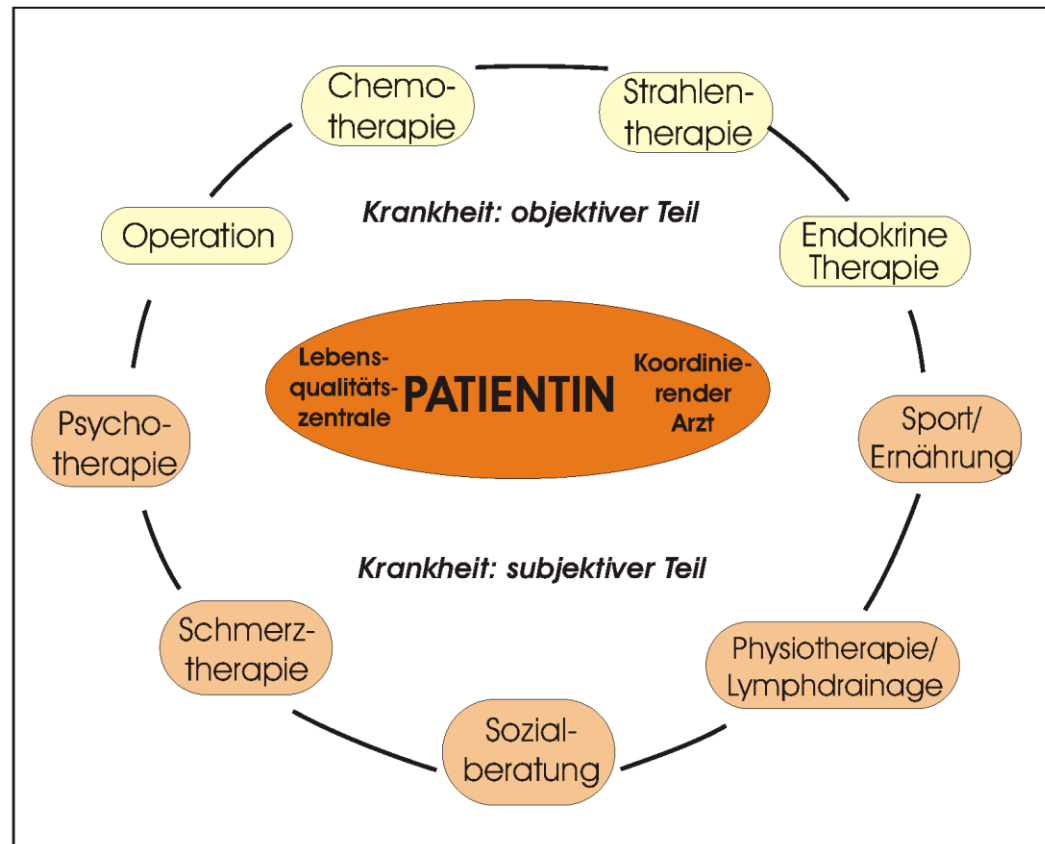 Chemo-
therapie
Strahlen-
therapie
Krankheit: objektiver Teil
Operation
Endokrine
Therapie
Lebens-
qualitäts-
zentrale
PATIENTIN
Koordinie-
render
Arzt
Psycho-
therapie
Sport/
Ernährung
Krankheit: subjektiver Teil
Schmerz-
therapie
Physiotherapie/
Lymphdrainage
Sozial-
beratung